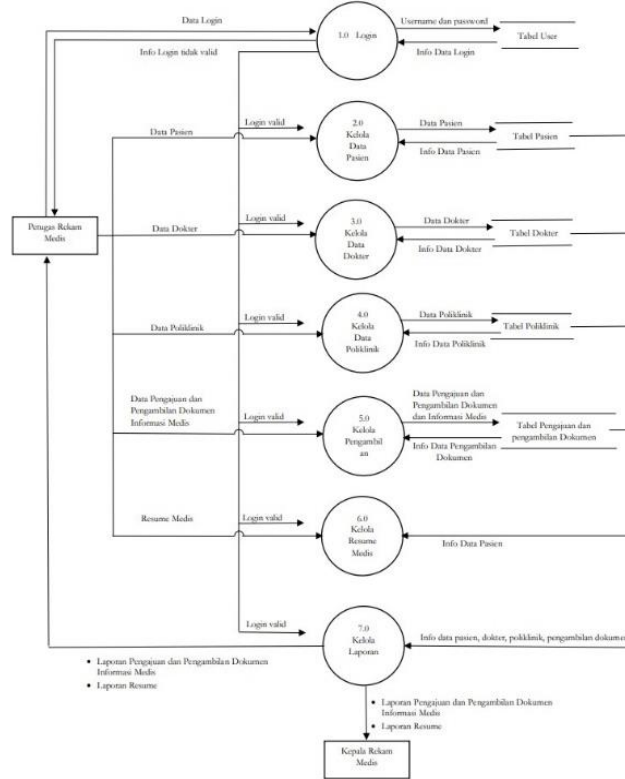 Data Login
Username dan password
1.0 Login
Tabel User
Info Login tidak valid
Info Data Login
Login valid
2.0
Kelola
Data
Pasien
Data Pasien
Data Pasien
Tabel Pasien
Info Data Pasien
Login valid
3.0
Kelola
Data
Dokter
Data Dokter
Petugas Rekam
Medis
Data Dokter
Tabel Dokter
Info Data Dokter
Login valid
4.0
Kelola
Data
Poliklinik
Data Poliklinik
Data Poliklinik
Tabel Poliklinik
Info Data Poliklinik
Data Pengajuan dan
Pengambilan Dokumen
Informasi Medis
Login valid
5.0
Kelola
Pengambil
an
Data Pengajuan dan
Pengambilan Dokumen
dan Informasi Medis
Tabel Pengajuan dan
pengambilan Dokumen
Info Data Pengambilan
Dokumen
Resume Medis
Login valid
6.0
Kelola
Resume
Medis
Info Data Pasien
Login valid
7.0
Kelola
Laporan
Info data pasien, dokter, poliklinik, pengambilan dokumen
• Laporan Pengajuan dan Pengambilan Dokumen
Informasi Medis
• Laporan Resume
• Laporan Pengajuan dan Pengambilan Dokumen
Informasi Medis
• Laporan Resume
Kepala Rekam
Medis